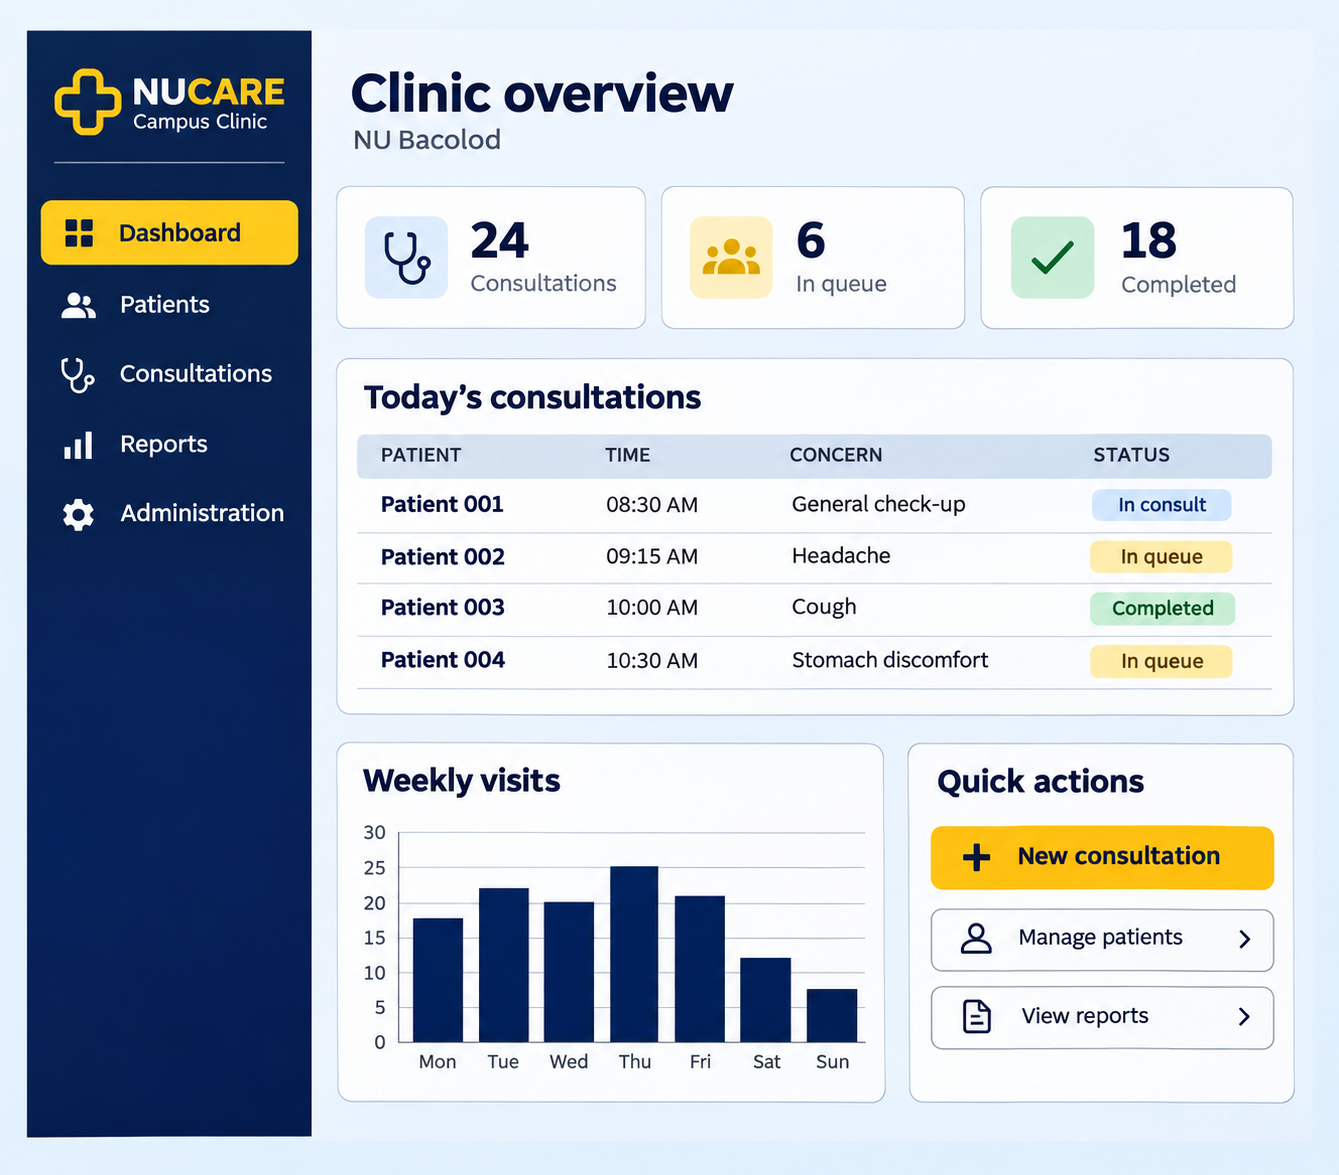 NUCARE
Campus Clinic
Dashboard
Patients
Consultations
Reports
Administration
Clinic overview
NU Bacolod
24
Consultations
6
In queue
18
Completed
Today’s consultations
PATIENT TIME CONCERN STATUS
Patient 001 08:30 AM General check-up In consult
Patient 002 09:15 AM Headache In queue
Patient 003 10:00 AM Cough Completed
Patient 004 10:30 AM Stomach discomfort In queue
Weekly visits
30
25
20
15
10
5
0
Mon Tue Wed Thu Fri Sat Sun
Quick actions
New consultation
Manage patients
View reports